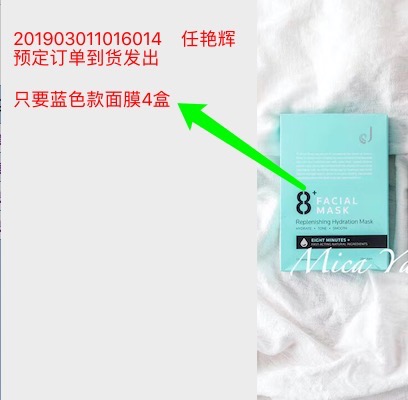 201903011016014 任艳辉
预定订单到货发出
只要蓝色款面膜4盒
8+
FACIAL
MASK
Replenishing Hydration Mask
EIGHT MINUTES +
Mica Ya